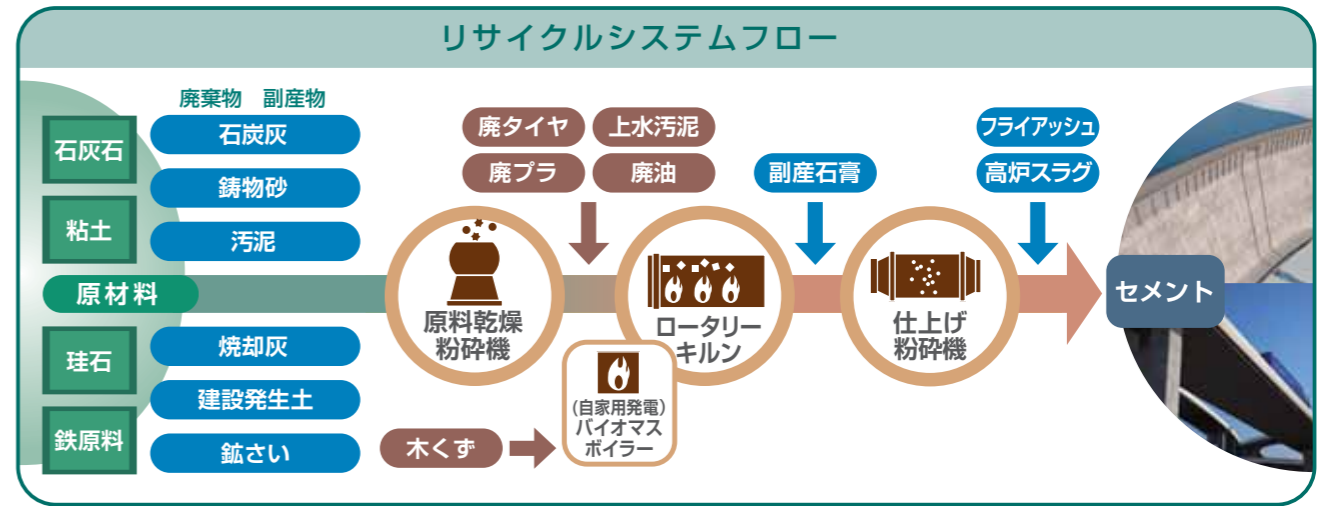 リサイクルシステムフロー
廃棄物 副産物
石灰石
粘土
原材料
珪石
鉄原料
石炭灰
鋳物砂
汚泥
焼却灰
建設発生土
鉱さい
原料乾燥
粉砕機
廃タイヤ
上水汚泥
廃プラ
廃油
ロータリー
キルン
木くず
(自家用発電)
バイオマス
ボイラー
副産石膏
仕上げ
粉砕機
フライアッシュ
高炉スラグ
セメント